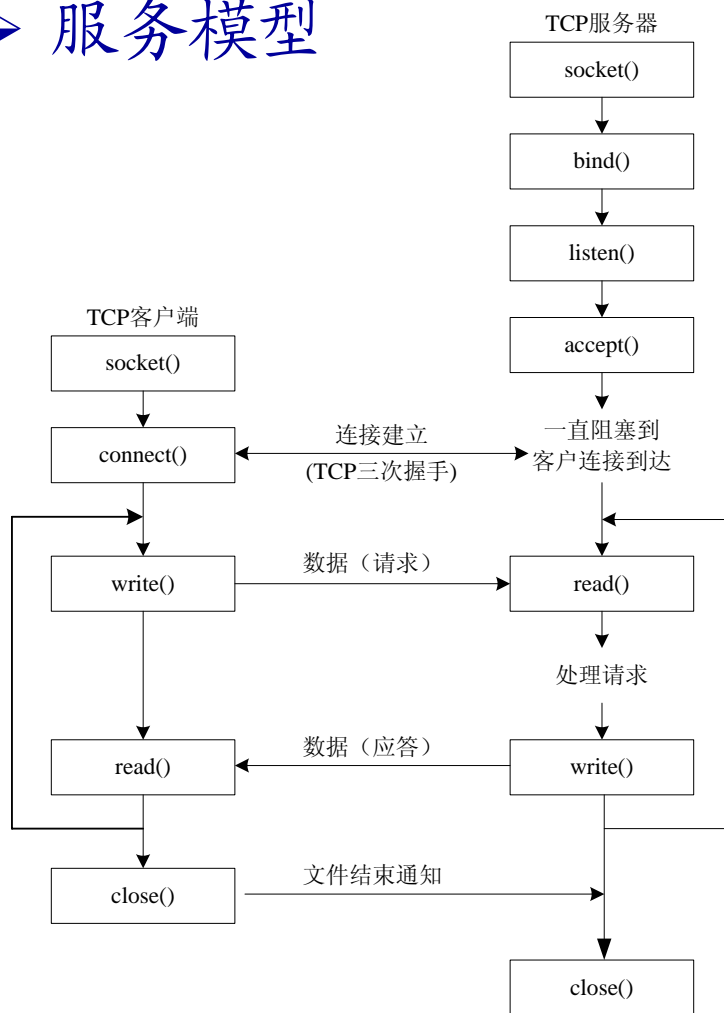 服务模型
TCP服务器
socket()
bind()
listen()
accept()
一直阻塞到
客户连接到达
TCP客户端
socket()
connect()
连接建立
(TCP三次握手)
write()
数据（请求）
read()
处理请求
read()
数据（应答）
write()
close()
文件结束通知
close()